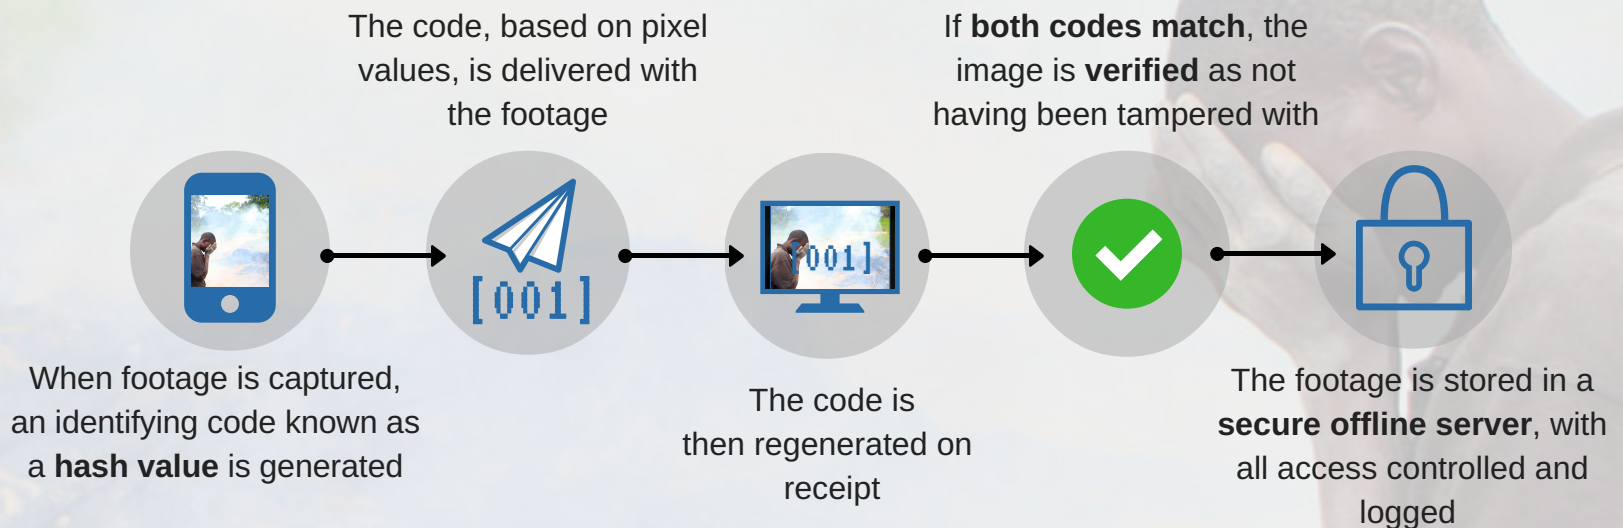 When footage is captured,
an identifying code known as
a hash value is generated
The code, based on pixel
values, is delivered with
the footage
[001]
The code is
then regenerated on
receipt
[001]
If both codes match, the
image is verified as not
having been tampered with
The footage is stored in a
secure offline server, with
all access controlled and
logged